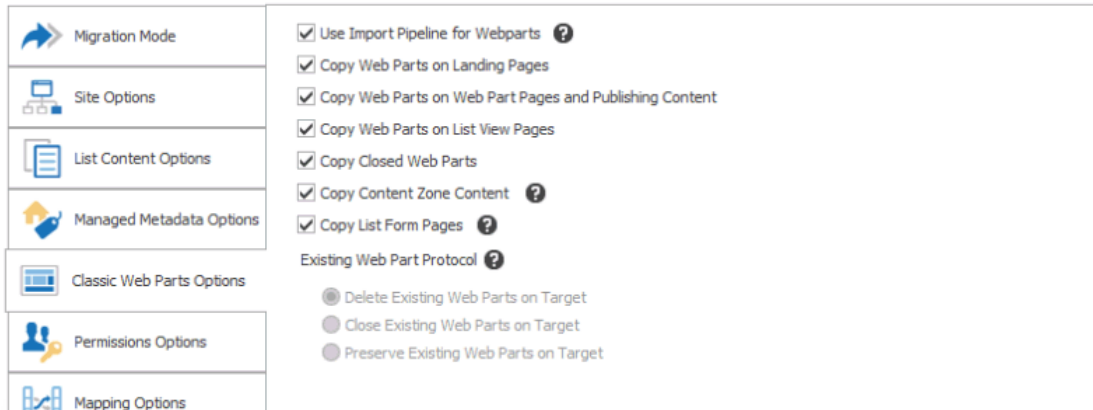 Migration Mode
Site Options
List Content Options
Managed Metadata Options
Classic Web Parts Options
Permissions Options
Mapping Options
Use Import Pipeline for Webparts ?
Copy Web Parts on Landing Pages
Copy Web Parts on Web Part Pages and Publishing Content
Copy Web Parts on List View Pages
Copy Closed Web Parts
Copy Content Zone Content ?
Copy List Form Pages ?
Existing Web Part Protocol ?
Delete Existing Web Parts on Target
Close Existing Web Parts on Target
Preserve Existing Web Parts on Target